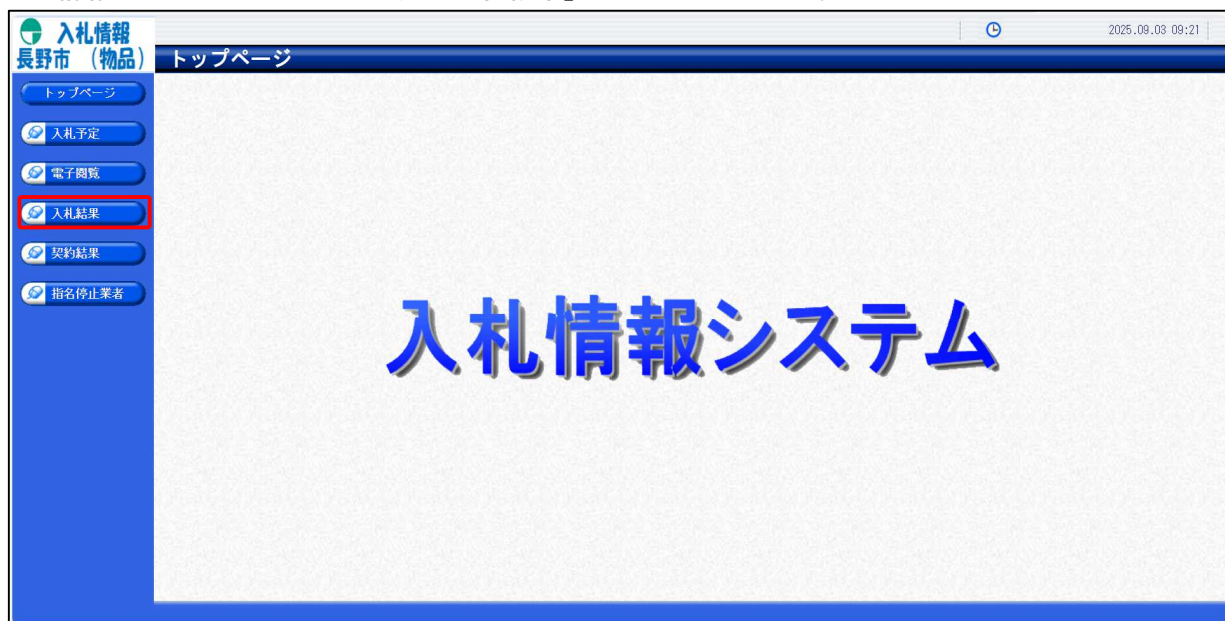 入札情報
長野市 (物品)
2025.09.03 09:21
トップページ
トップページ
入札予定
電子閲覧
入札結果
契約結果
指名停止業者
入札情報システム